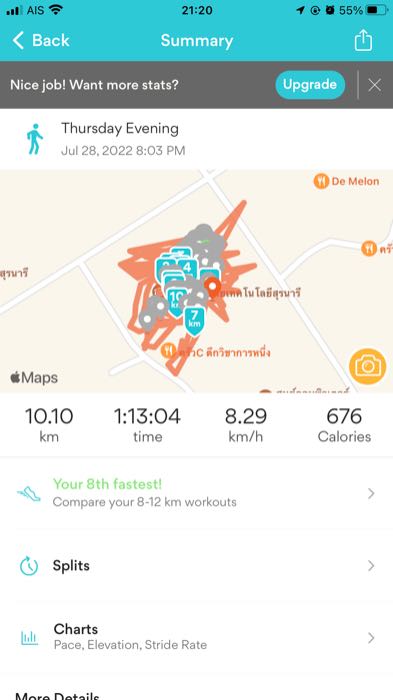 AIS
21:20
55%
Back
Summary
Nice job! Want more stats?
Upgrade
Thursday Evening
Jul 28, 2022 8:03 PM
De Melon
สุรนารี
4
10
7
km
โลยีสุรนารี
C ตึกวิชาการหนึ่ง
Maps
10.10
km
1:13:04
time
8.29
km/h
676
Calories
Your 8th fastest!
Compare your 8-12 km workouts
Splits
Charts
Pace, Elevation, Stride Rate
More Details